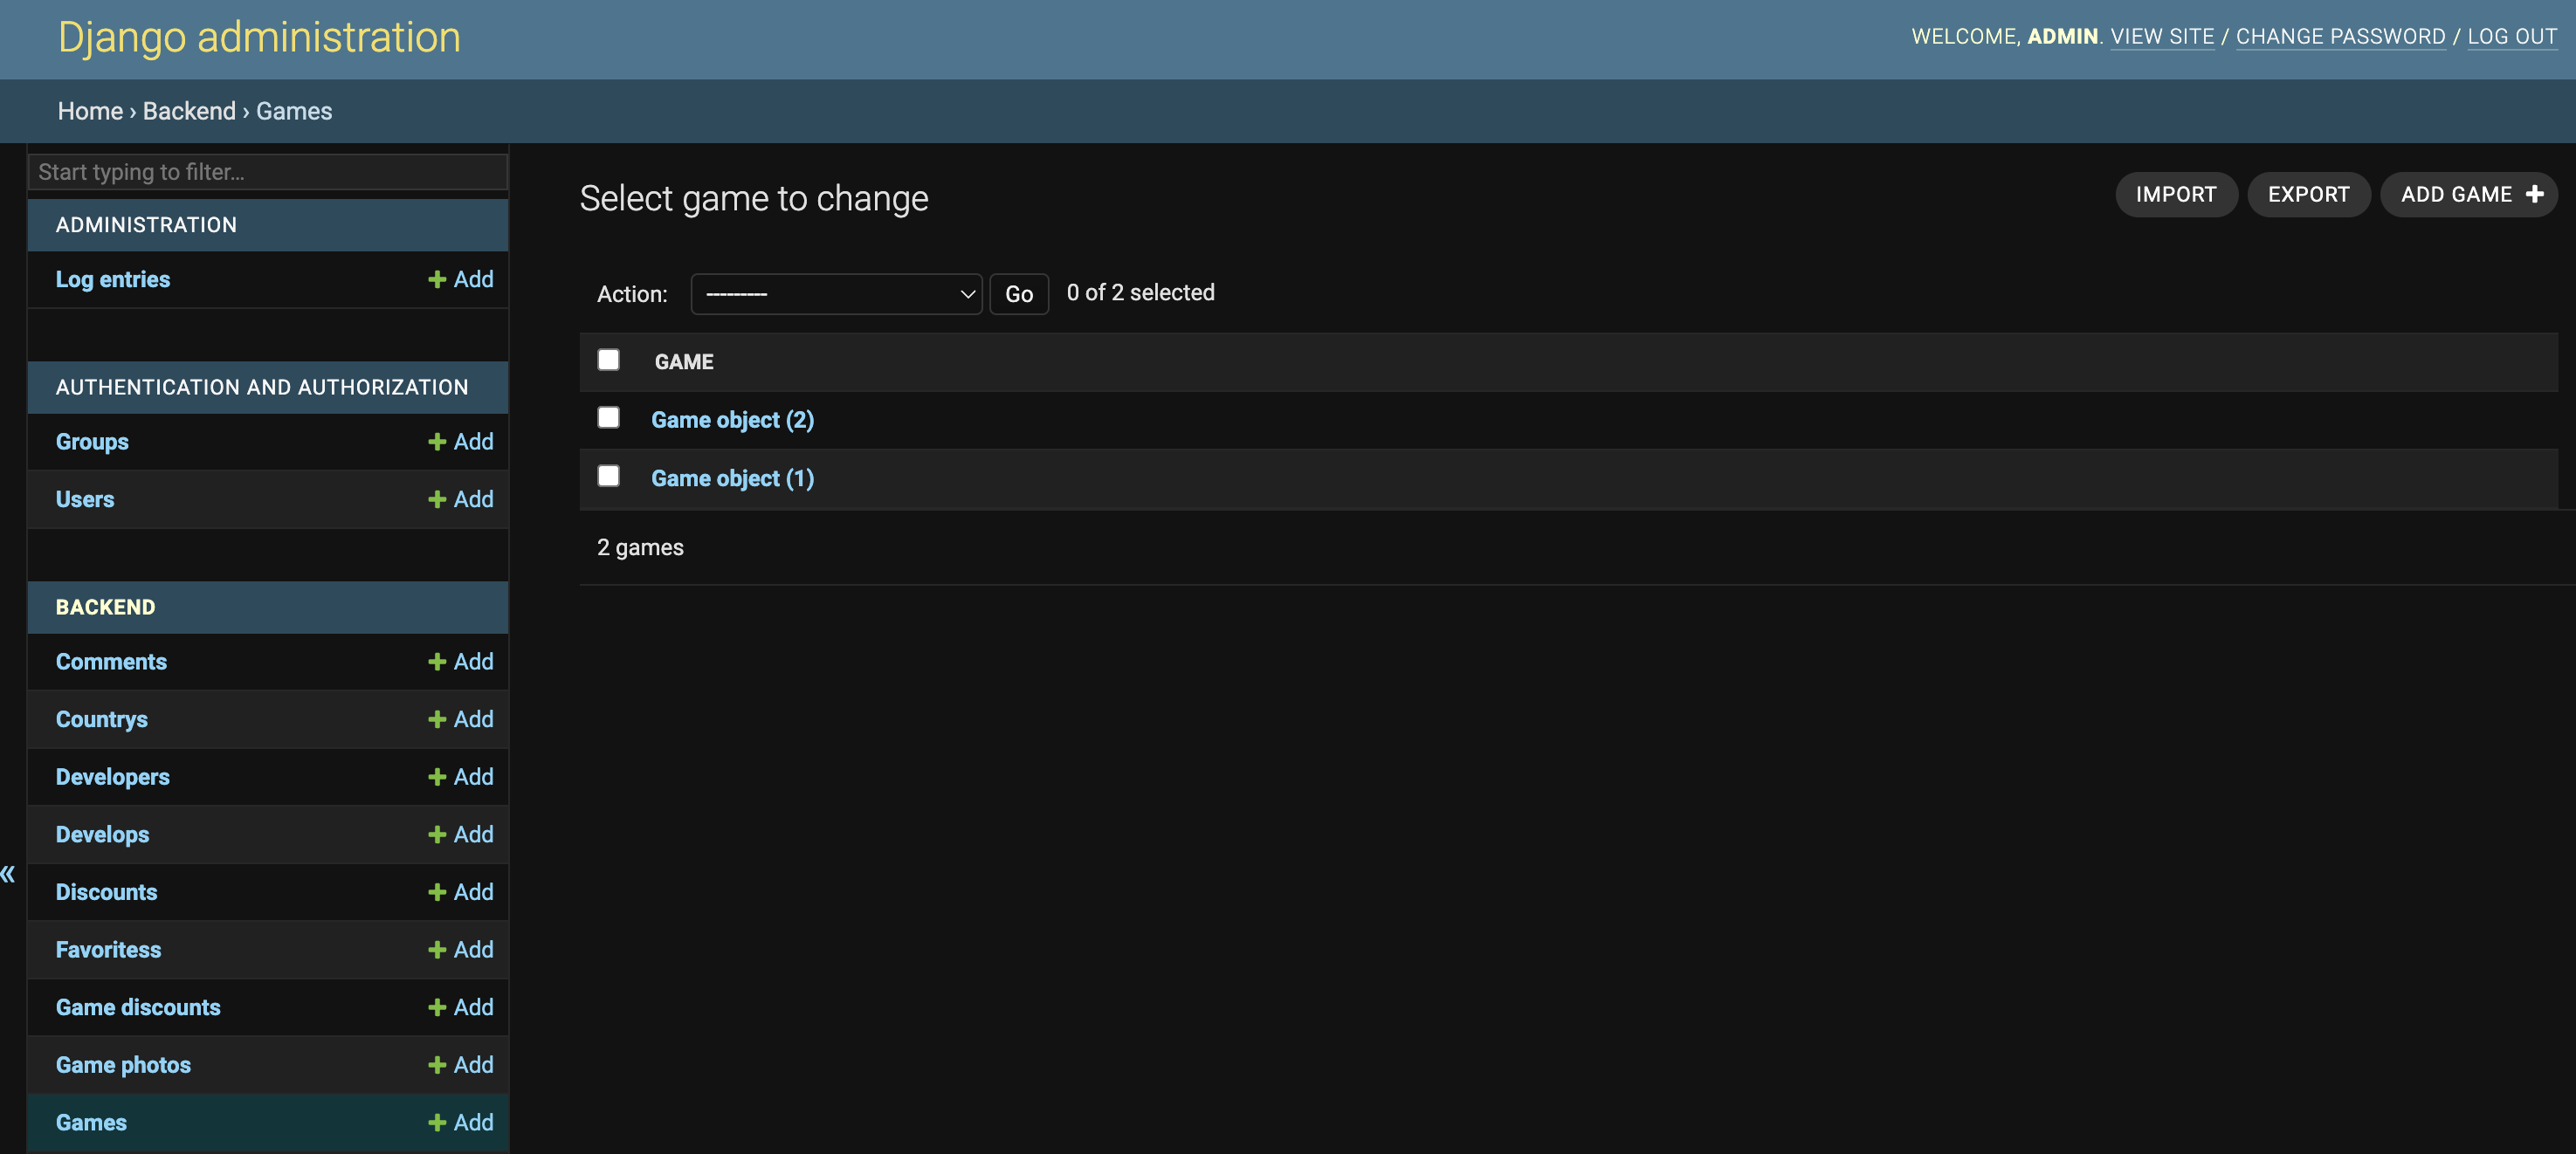 Django administration
WELCOME, ADMIN. VIEW SITE / CHANGE PASSWORD / LOG OUT
Home › Backend › Games
Start typing to filter...
ADMINISTRATION
Log entries + Add
AUTHENTICATION AND AUTHORIZATION
Groups + Add
Users + Add
BACKEND
Comments + Add
Countrys + Add
Developers + Add
Develops + Add
Discounts + Add
Favoritess + Add
Game discounts + Add
Game photos + Add
Games + Add
«
Select game to change
IMPORT
EXPORT
ADD GAME +
Action: --------- Go 0 of 2 selected
GAME
Game object (2)
Game object (1)
2 games